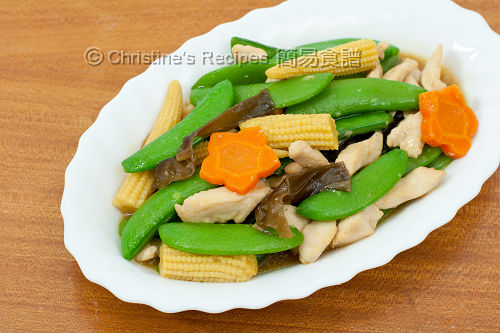 © Christine's Recipes 簡易食譜 ©